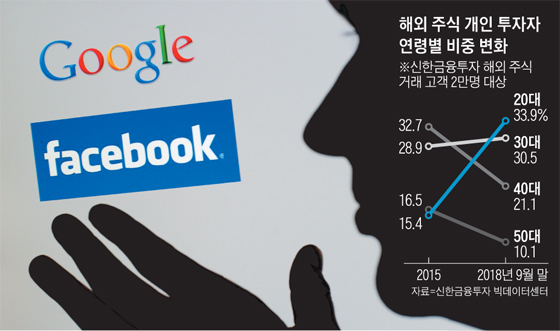 Google
facebook
해외 주식 개인 투자자
연령별 비중 변화
※신한금융투자 해외 주식
거래 고객 2만명 대상
20대
33.9%
32.7
28.9
30대
30.5
40대
21.1
16.5
15.4
50대
10.1
2015
2018년 9월 말
자료=신한금융투자 빅데이터센터